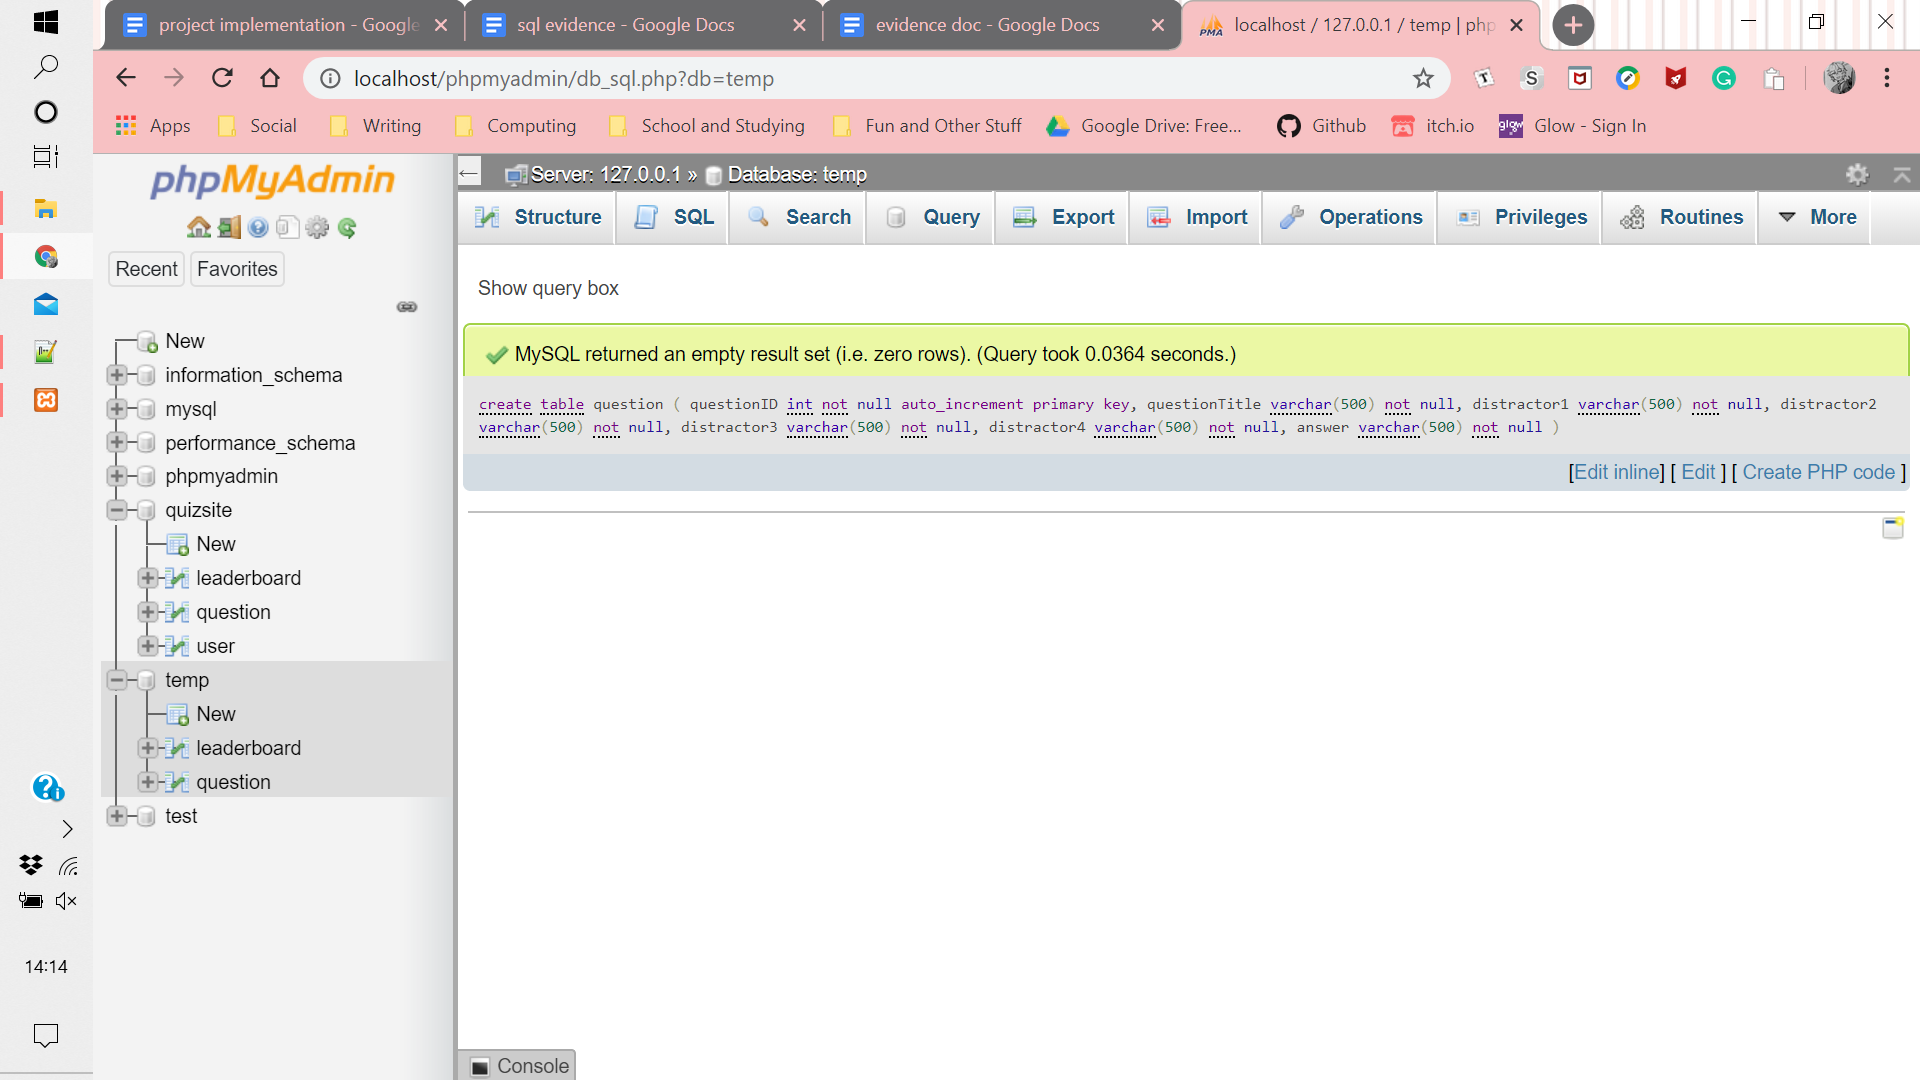 project implementation - Google
sql evidence - Google Docs
evidence doc - Google Docs
localhost / 127.0.0.1 / temp | php
localhost/phpmyadmin/db_sql.php?db=temp
Apps
Social
Writing
Computing
School and Studying
Fun and Other Stuff
Google Drive: Free...
Github
itch.io
Glow - Sign In
phpMyAdmin
Recent
Favorites
New
information_schema
mysql
performance_schema
phpmyadmin
quizsite
New
leaderboard
question
user
temp
New
leaderboard
question
test
Server: 127.0.0.1 » Database: temp
Structure
SQL
Search
Query
Export
Import
Operations
Privileges
Routines
More
Show query box
MySQL returned an empty result set (i.e. zero rows). (Query took 0.0364 seconds.)
create table question ( questionID int not null auto_increment primary key, questionTitle varchar(500) not null, distractor1 varchar(500) not null, distractor2
varchar(500) not null, distractor3 varchar(500) not null, distractor4 varchar(500) not null, answer varchar(500) not null )
[Edit inline] [ Edit ] [ Create PHP code ]
Console
14:14